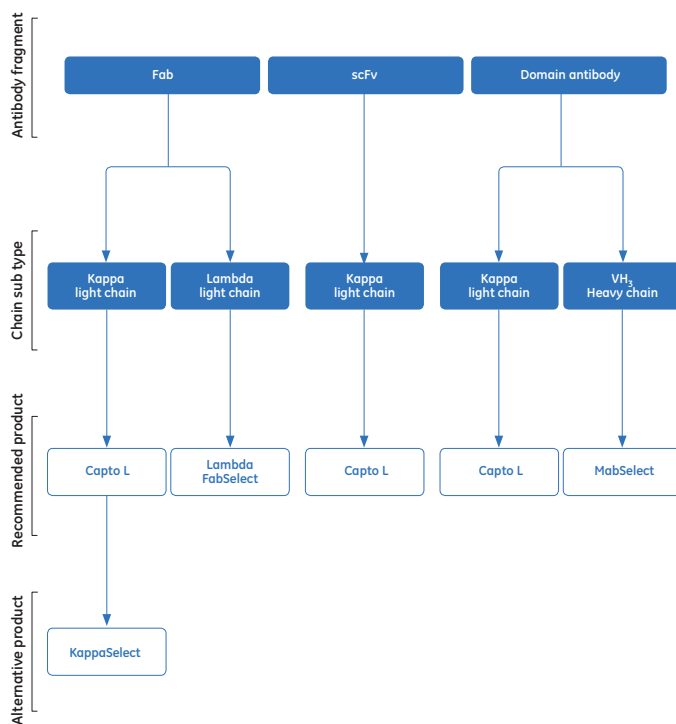 Antibody fragment
Fab
scFv
Domain antibody
Chain sub type
Kappa
light chain
Lambda
light chain
Kappa
light chain
Kappa
light chain
VH3
Heavy chain
Recommended product
Capto L
Lambda
FabSelect
Capto L
Capto L
MabSelect
Alternative product
KappaSelect